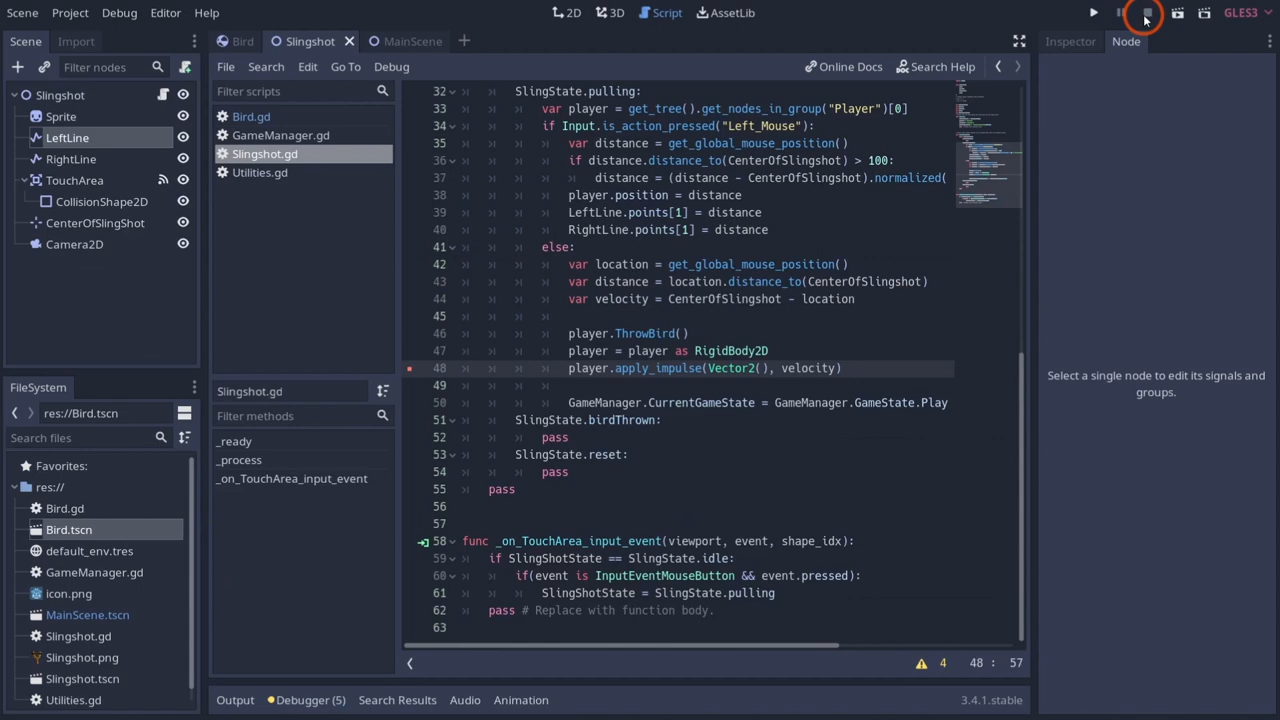 Scene Project Debug Editor Help 2D 3D Script AssetLib GLES3
Scene Import
Filter nodes
Slingshot
Sprite
LeftLine
RightLine
TouchArea
CollisionShape2D
CenterOfSlingShot
Camera2D
FileSystem
res://Bird.tscn
Search files
Favorites:
res://
Bird.gd
Bird.tscn
default_env.tres
GameManager.gd
icon.png
MainScene.tscn
Slingshot.gd
Slingshot.png
Slingshot.tscn
Utilities.gd
Bird Slingshot MainScene
File Search Edit Go To Debug Online Docs Search Help
Filter scripts
Bird.gd
GameManager.gd
Slingshot.gd
Utilities.gd
Slingshot.gd
Filter methods
_ready
_process
_on_TouchArea_input_event
32 SlingState.pulling:
33 var player = get_tree().get_nodes_in_group("Player")[0]
34 if Input.is_action_pressed("Left_Mouse"):
35 var distance = get_global_mouse_position()
36 if distance.distance_to(CenterOfSlingshot) > 100:
37 distance = (distance - CenterOfSlingshot).normalized(
38 player.position = distance
39 LeftLine.points[1] = distance
40 RightLine.points[1] = distance
41 else:
42 var location = get_global_mouse_position()
43 var distance = location.distance_to(CenterOfSlingshot)
44 var velocity = CenterOfSlingshot - location
45
46 player.ThrowBird()
47 player = player as RigidBody2D
48 player.apply_impulse(Vector2(), velocity)
49
50 GameManager.CurrentGameState = GameManager.GameState.Play
51 SlingState.birdThrown:
52 pass
53 SlingState.reset:
54 pass
55 pass
56
57
58 func _on_TouchArea_input_event(viewport, event, shape_idx):
59 if SlingShotState == SlingState.idle:
60 if(event is InputEventMouseButton && event.pressed):
61 SlingShotState = SlingState.pulling
62 pass # Replace with function body.
63
4 48 : 57
Output Debugger (5) Search Results Audio Animation 3.4.1.stable
Inspector Node
Select a single node to edit its signals and
groups.